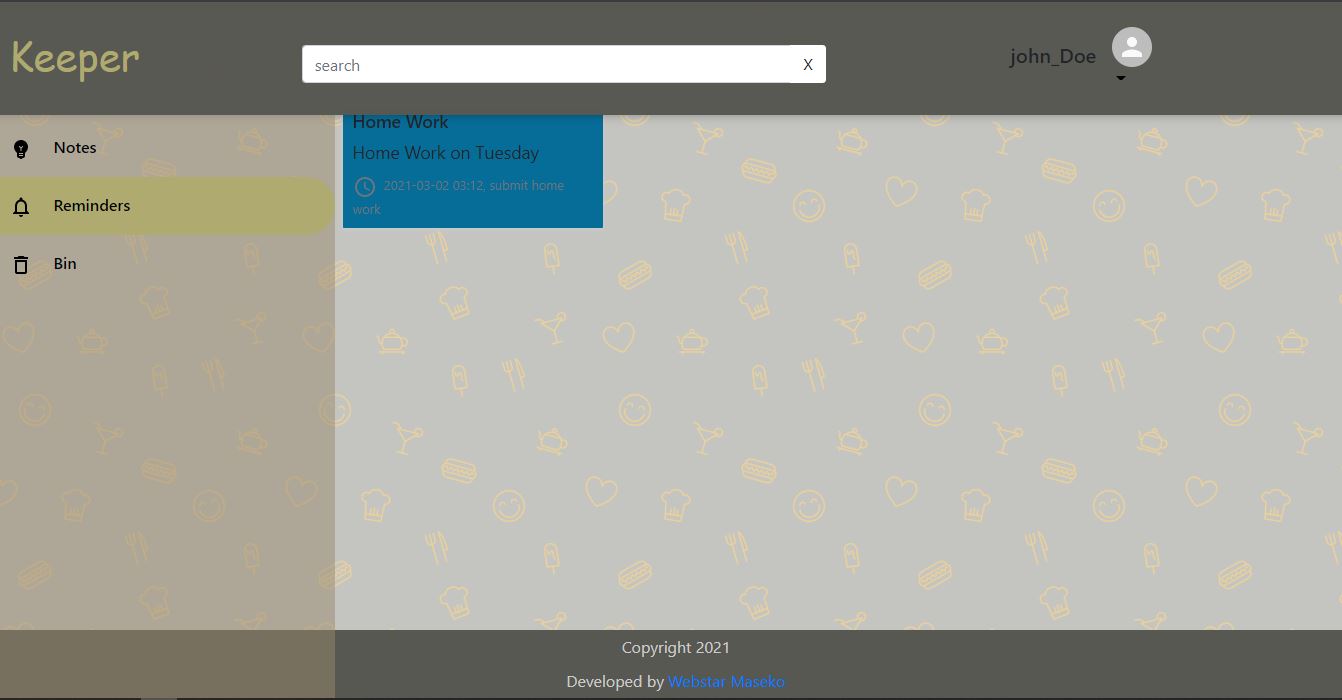 Keeper
search
X
john_Doe
Notes
Reminders
Bin
Home Work
Home Work on Tuesday
2021-03-02 03:12, submit home
work
Copyright 2021
Developed by Webstar Maseko